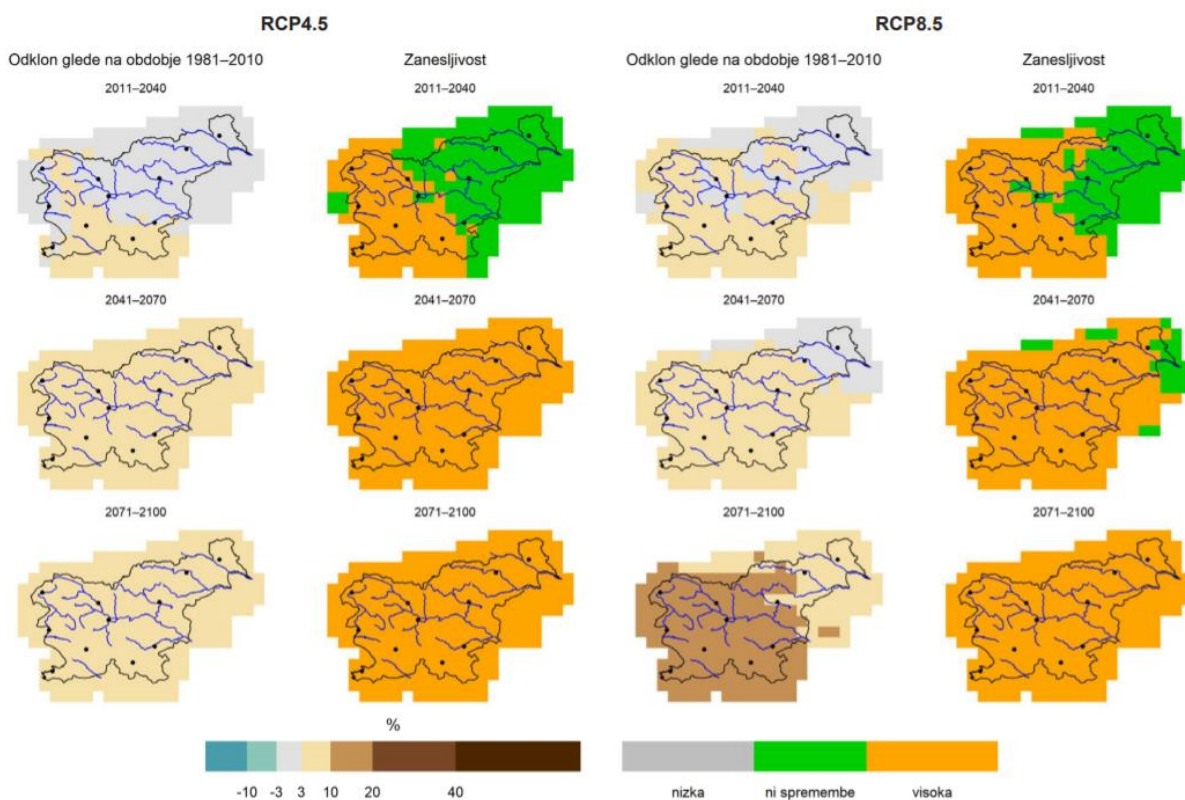 RCP4.5 RCP8.5
Odklon glede na obdobje 1981–2010 Zanesljivost Odklon glede na obdobje 1981–2010 Zanesljivost
2011–2040 2011–2040 2011–2040 2011–2040
2041–2070 2041–2070 2041–2070 2041–2070
2071–2100 2071–2100 2071–2100 2071–2100
%
-10 -3 3 10 20 40 nizka ni spremembe visoka